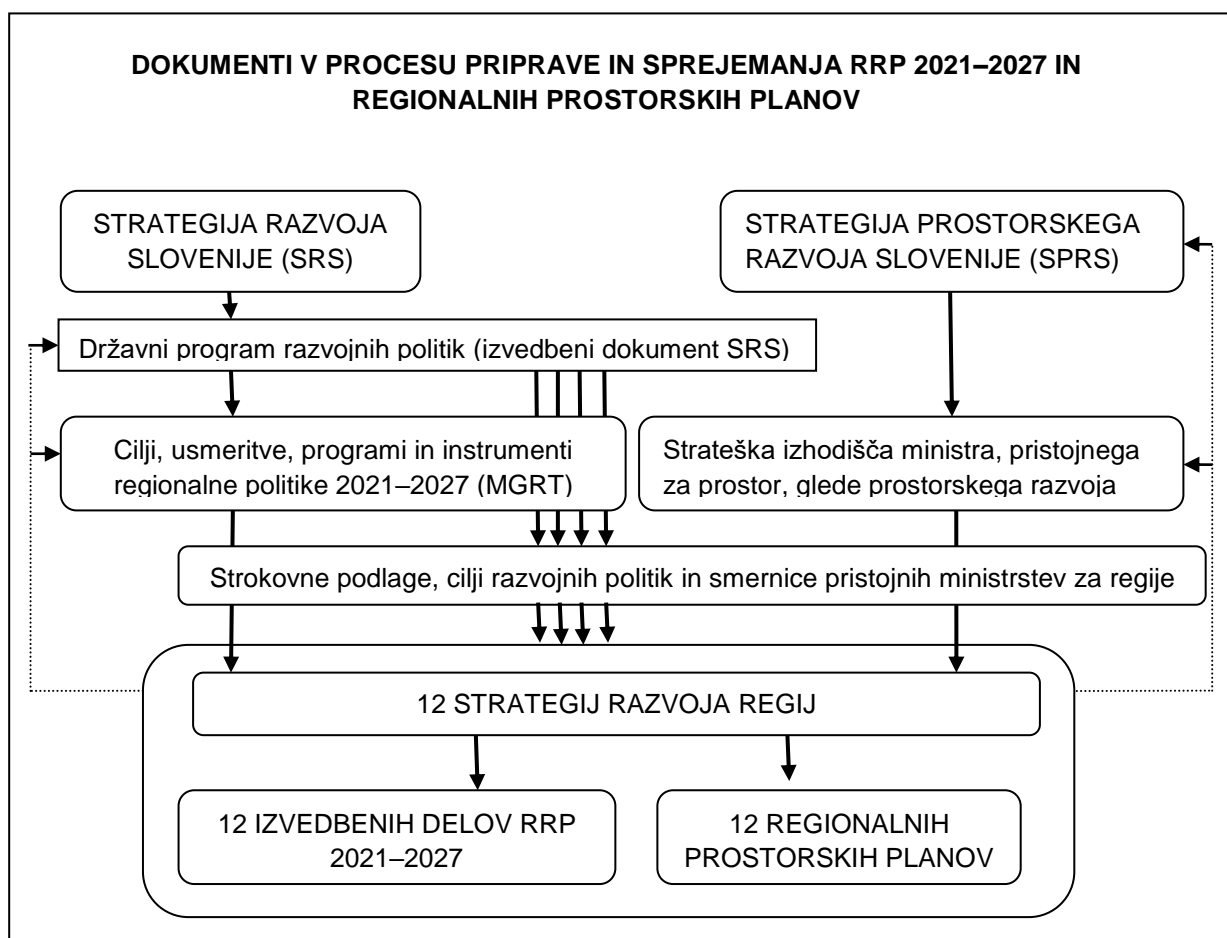 DOKUMENTI V PROCESU PRIPRAVE IN SPREJEMANJA RRP 2021–2027 IN
REGIONALNIH PROSTORSKIH PLANOV
STRATEGIJA RAZVOJA
SLOVENIJE (SRS)
STRATEGIJA PROSTORSKEGA
RAZVOJA SLOVENIJE (SPRS)
Državni program razvojnih politik (izvedbeni dokument SRS)
Cilji, usmeritve, programi in instrumenti
regionalne politike 2021–2027 (MGRT)
Strateška izhodišča ministra, pristojnega
za prostor, glede prostorskega razvoja
Strokovne podlage, cilji razvojnih politik in smernice pristojnih ministrstev za regije
12 STRATEGIJ RAZVOJA REGIJ
12 IZVEDBENIH DELOV RRP
2021–2027
12 REGIONALNIH
PROSTORSKIH PLANOV